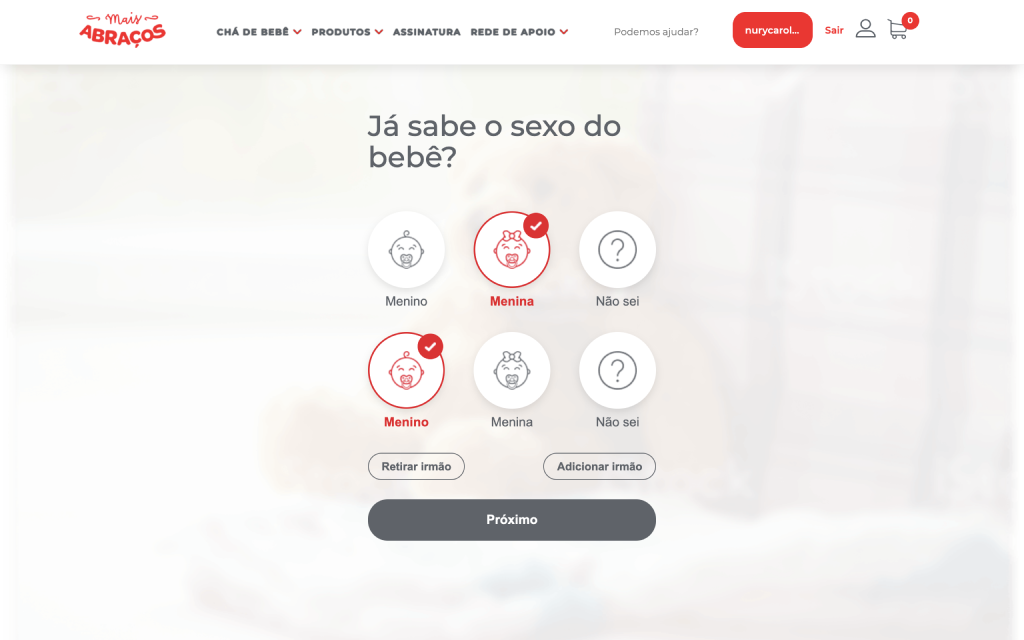 Mais
ABRAÇOS
CHÁ DE BEBÊ PRODUTOS ASSINATURA REDE DE APOIO Podemos ajudar? nurycarol... Sair 0
Já sabe o sexo do
bebê?
Menino Menina Não sei
Menino Menina Não sei
Retirar irmão Adicionar irmão
Próximo